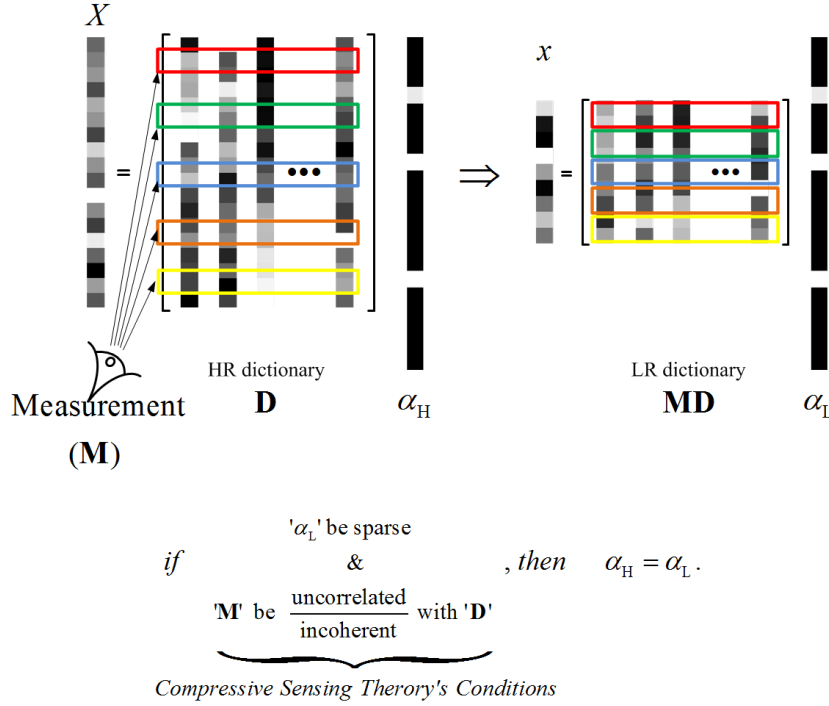 X
x
=
•••
⇒
=
•••
HR dictionary
LR dictionary
Measurement
D
α_H
MD
α_L
(M)
'α_L' be sparse
if & , then α_H = α_L .
'M' be uncorrelated/incoherent with 'D'
Compressive Sensing Therory's Conditions